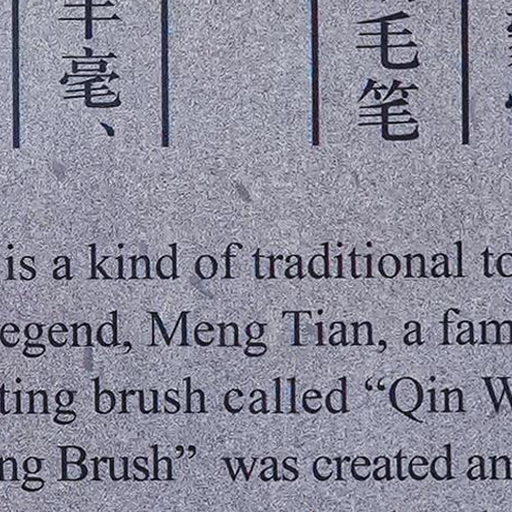 毛笔
羊毫、
is a kind of traditional to
egend, Meng Tian, a fam
ting brush called “Qin W
ng Brush” was created an